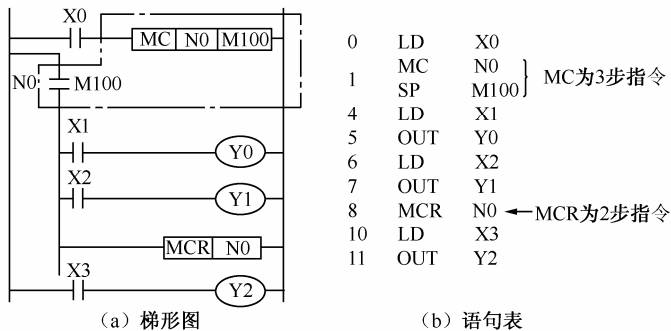 X0
MC N0 M100
N0 M100
X1
Y0
X2
Y1
MCR N0
X3
Y2
(a)梯形图
0 LD X0
1 MC N0
SP M100
MC为3步指令
4 LD X1
5 OUT Y0
6 LD X2
7 OUT Y1
8 MCR N0 ←MCR为2步指令
10 LD X3
11 OUT Y2
(b)语句表